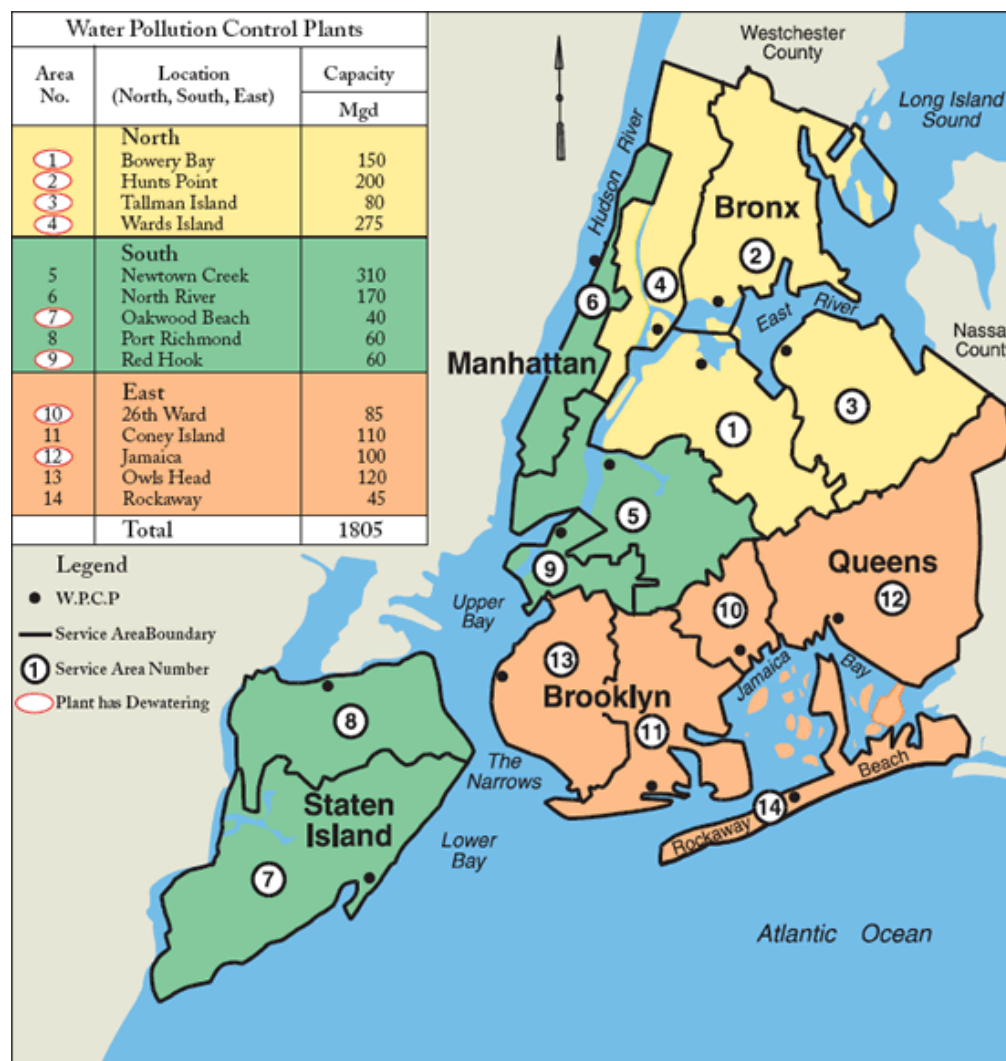 Water Pollution Control Plants
Area No. Location (North, South, East) Capacity Mgd
North
1 Bowery Bay 150
2 Hunts Point 200
3 Tallman Island 80
4 Wards Island 275
South
5 Newtown Creek 310
6 North River 170
7 Oakwood Beach 40
8 Port Richmond 60
9 Red Hook 60
East
10 26th Ward 85
11 Coney Island 110
12 Jamaica 100
13 Owls Head 120
14 Rockaway 45
Total 1805
Legend
W.P.C.P
Service AreaBoundary
1 Service Area Number
Plant has Dewatering
Westchester
County
Long Island
Sound
Hudson River
Bronx
2
4
6
East River
Nassau
County
Manhattan
3
1
5
9
Queens
12
10
Upper
Bay
13
Brooklyn
11
Jamaica Bay
8
The
Narrows
Rockaway Beach
14
Staten
Island
Lower
Bay
7
Atlantic Ocean